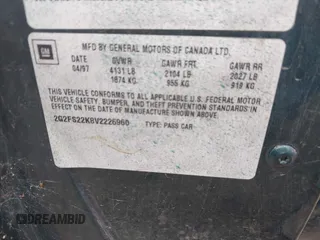 GM
MFD BY GENERAL MOTORS OF CANADA LTD.
DATE GVWR GAWR FRT GAWR RR
04/97 4131 LB 2104 LB 2027 LB
1874 KG 955 KG 919 KG
THIS VEHICLE CONFORMS TO ALL APPLICABLE U.S. FEDERAL MOTOR
VEHICLE SAFETY, BUMPER, AND THEFT PREVENTION STANDARDS IN
EFFECT ON THE DATE OF MANUFACTURE SHOWN ABOVE.
2G2FS22K8V2226960 TYPE: PASS CAR
DREAMBID